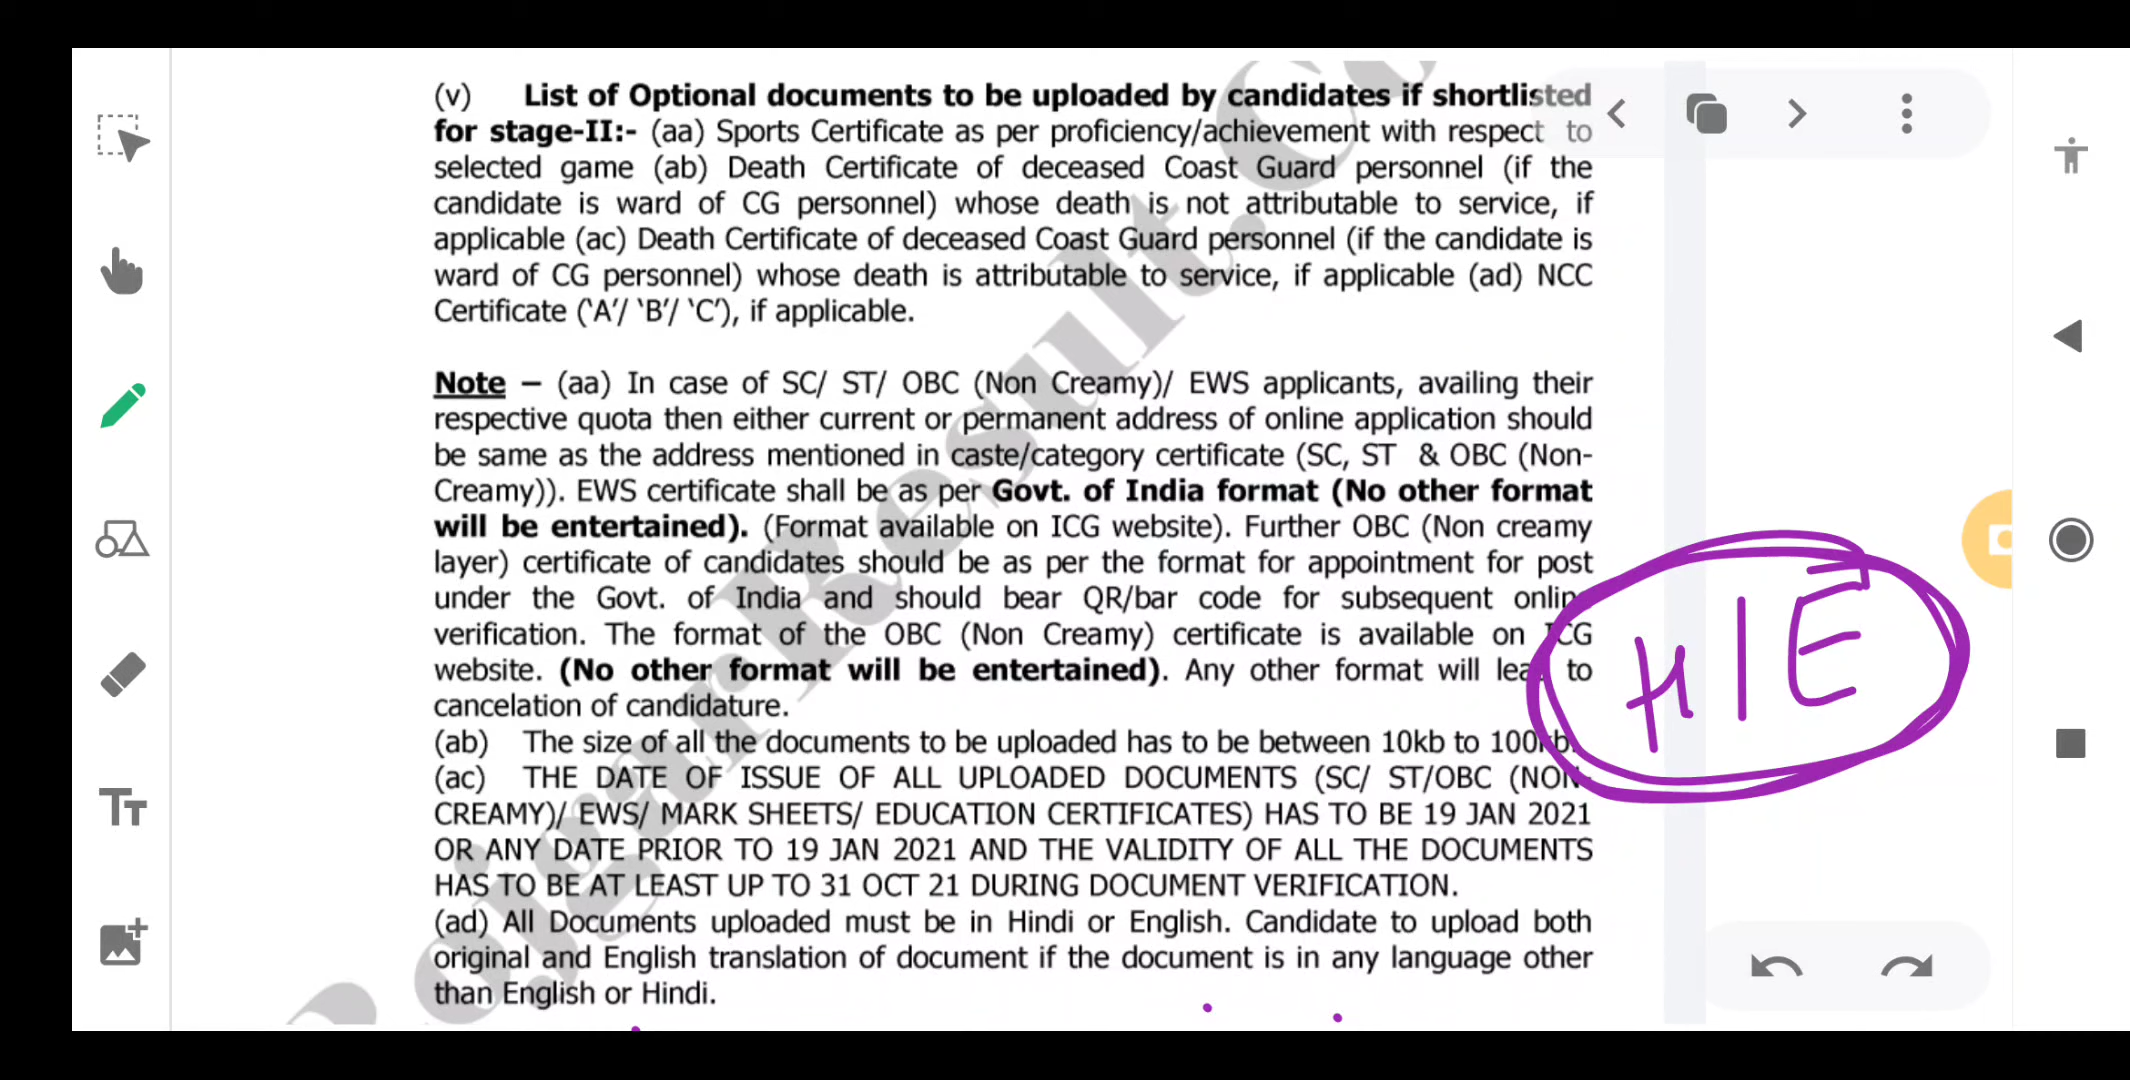 (v) List of Optional documents to be uploaded by candidates if shortlisted
for stage-II:- (aa) Sports Certificate as per proficiency/achievement with respect to
selected game (ab) Death Certificate of deceased Coast Guard personnel (if the
candidate is ward of CG personnel) whose death is not attributable to service, if
applicable (ac) Death Certificate of deceased Coast Guard personnel (if the candidate is
ward of CG personnel) whose death is attributable to service, if applicable (ad) NCC
Certificate ('A'/ 'B'/ 'C'), if applicable.
Note – (aa) In case of SC/ ST/ OBC (Non Creamy)/ EWS applicants, availing their
respective quota then either current or permanent address of online application should
be same as the address mentioned in caste/category certificate (SC, ST & OBC (Non-
Creamy)). EWS certificate shall be as per Govt. of India format (No other format
will be entertained). (Format available on ICG website). Further OBC (Non creamy
layer) certificate of candidates should be as per the format for appointment for post
under the Govt. of India and should bear QR/bar code for subsequent online
verification. The format of the OBC (Non Creamy) certificate is available on ICG
website. (No other format will be entertained). Any other format will lead to
cancelation of candidature.
(ab) The size of all the documents to be uploaded has to be between 10kb to 100kb.
(ac) THE DATE OF ISSUE OF ALL UPLOADED DOCUMENTS (SC/ ST/OBC (NON-
CREAMY)/ EWS/ MARK SHEETS/ EDUCATION CERTIFICATES) HAS TO BE 19 JAN 2021
OR ANY DATE PRIOR TO 19 JAN 2021 AND THE VALIDITY OF ALL THE DOCUMENTS
HAS TO BE AT LEAST UP TO 31 OCT 21 DURING DOCUMENT VERIFICATION.
(ad) All Documents uploaded must be in Hindi or English. Candidate to upload both
original and English translation of document if the document is in any language other
than English or Hindi.
H/E
TT